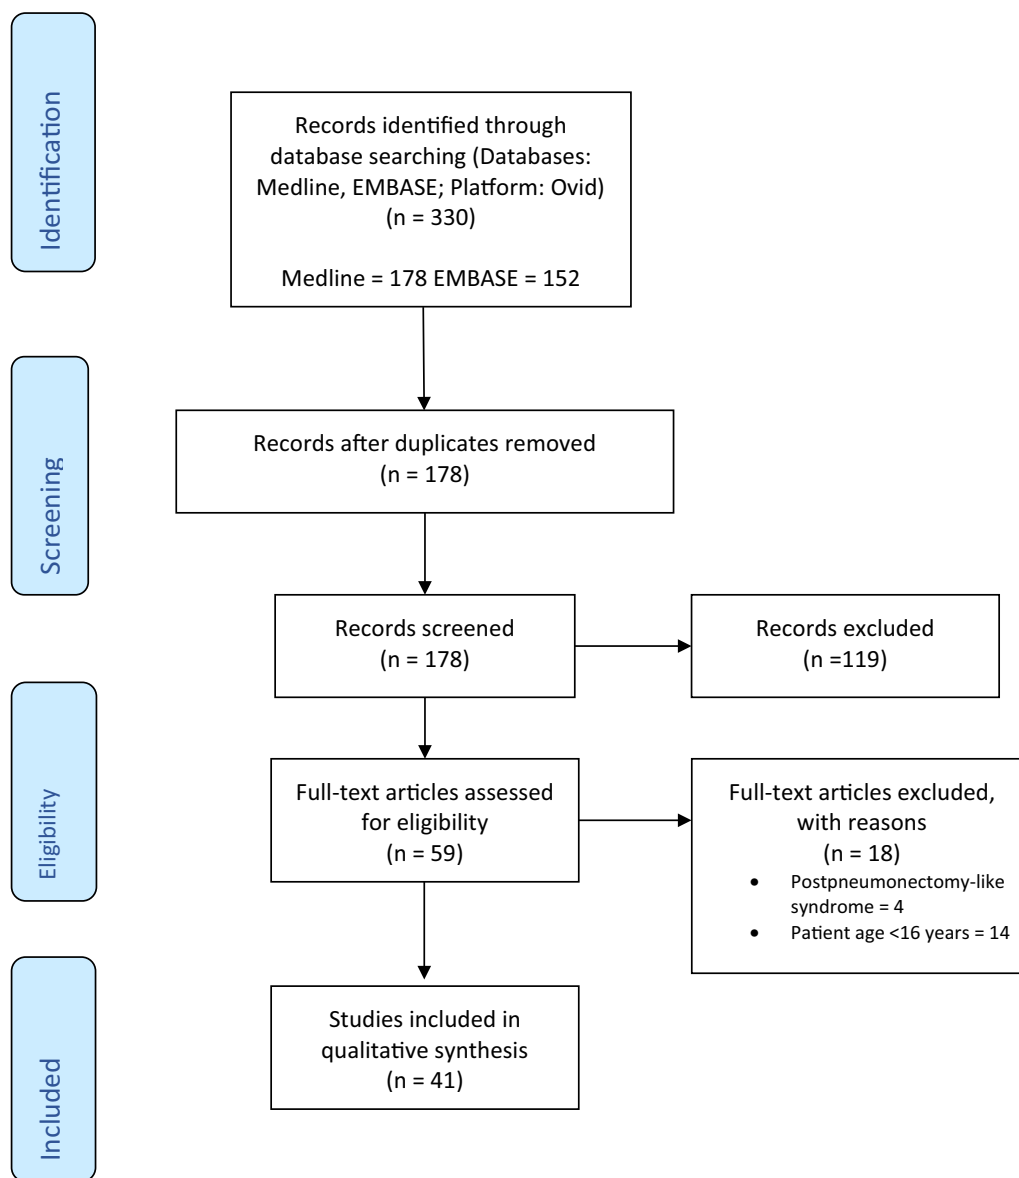 Identification
Records identified through
database searching (Databases:
Medline, EMBASE; Platform: Ovid)
(n = 330)
Medline = 178 EMBASE = 152
Screening
Records after duplicates removed
(n = 178)
Records screened
(n = 178)
Records excluded
(n =119)
Eligibility
Full-text articles assessed
for eligibility
(n = 59)
Full-text articles excluded,
with reasons
(n = 18)
• Postpneumonectomy-like
syndrome = 4
• Patient age <16 years = 14
Included
Studies included in
qualitative synthesis
(n = 41)